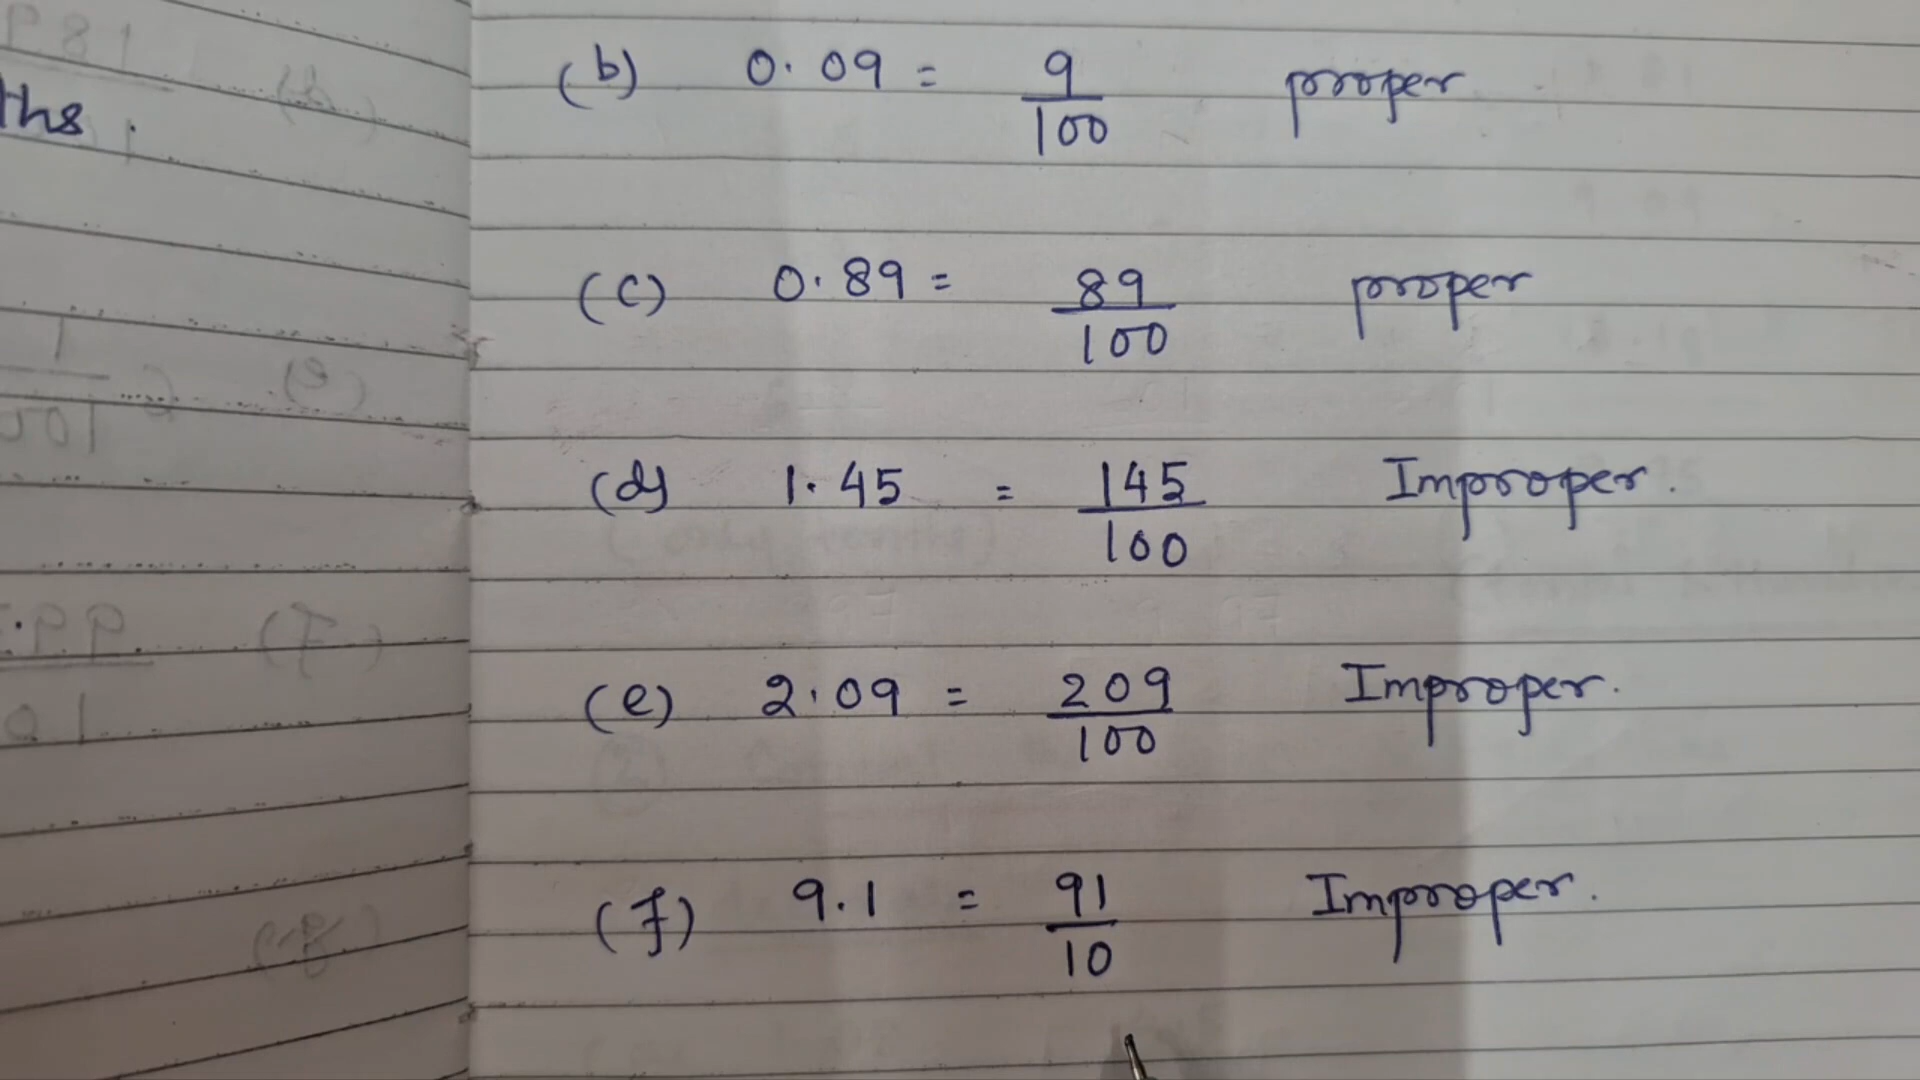 ths.
(b) 0.09 = 9/100 proper
(c) 0.89 = 89/100 proper
(d) 1.45 = 145/100 Improper.
(e) 2.09 = 209/100 Improper.
(f) 9.1 = 91/10 Improper.